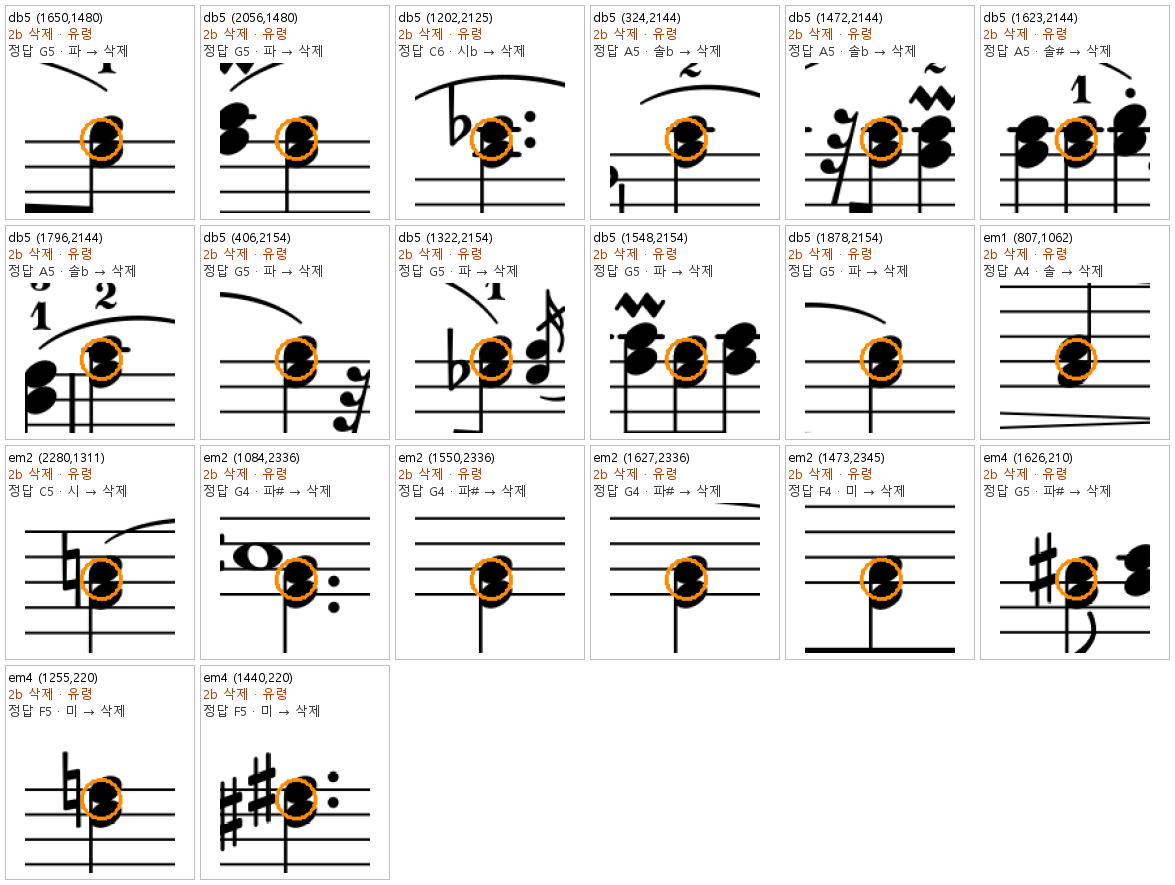 db5 (1650,1480)
2b 삭제 · 유령
정답 G5 · 파 → 삭제
1
db5 (2056,1480)
2b 삭제 · 유령
정답 G5 · 파 → 삭제
db5 (1202,2125)
2b 삭제 · 유령
정답 C6 · 시b → 삭제
db5 (324,2144)
2b 삭제 · 유령
정답 A5 · 솔b → 삭제
2
db5 (1472,2144)
2b 삭제 · 유령
정답 A5 · 솔b → 삭제
db5 (1623,2144)
2b 삭제 · 유령
정답 A5 · 솔# → 삭제
1
db5 (1796,2144)
2b 삭제 · 유령
정답 A5 · 솔b → 삭제
1 2
db5 (406,2154)
2b 삭제 · 유령
정답 G5 · 파 → 삭제
db5 (1322,2154)
2b 삭제 · 유령
정답 G5 · 파 → 삭제
1
db5 (1548,2154)
2b 삭제 · 유령
정답 G5 · 파 → 삭제
db5 (1878,2154)
2b 삭제 · 유령
정답 G5 · 파 → 삭제
em1 (807,1062)
2b 삭제 · 유령
정답 A4 · 솔 → 삭제
em2 (2280,1311)
2b 삭제 · 유령
정답 C5 · 시 → 삭제
em2 (1084,2336)
2b 삭제 · 유령
정답 G4 · 파# → 삭제
em2 (1550,2336)
2b 삭제 · 유령
정답 G4 · 파# → 삭제
em2 (1627,2336)
2b 삭제 · 유령
정답 G4 · 파# → 삭제
em2 (1473,2345)
2b 삭제 · 유령
정답 F4 · 미 → 삭제
em4 (1626,210)
2b 삭제 · 유령
정답 G5 · 파# → 삭제
em4 (1255,220)
2b 삭제 · 유령
정답 F5 · 미 → 삭제
em4 (1440,220)
2b 삭제 · 유령
정답 F5 · 미 → 삭제